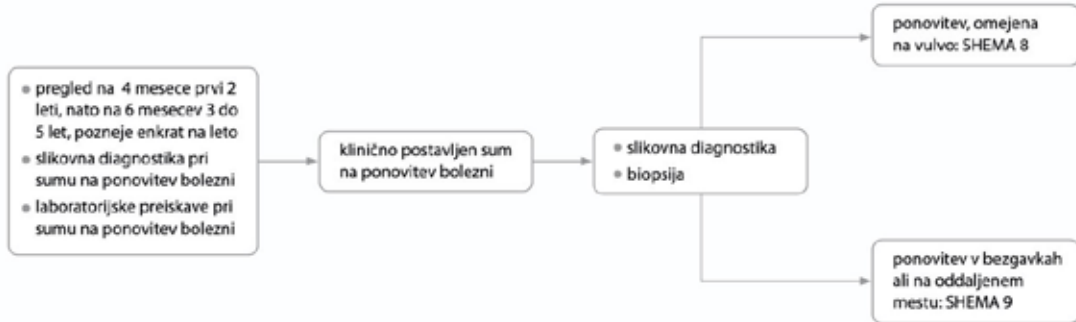 • pregled na 4 mesece prvi 2
leti, nato na 6 mesecev 3 do
5 let, pozneje enkrat na leto
• slikovna diagnostika pri
sumu na ponovitev bolezni
• laboratorijske preiskave pri
sumu na ponovitev bolezni
klinično postavljen sum
na ponovitev bolezni
• slikovna diagnostika
• biopsija
ponovitev, omejena
na vulvo: SHEMA 8
ponovitev v bezgavkah
ali na oddaljenem
mestu: SHEMA 9